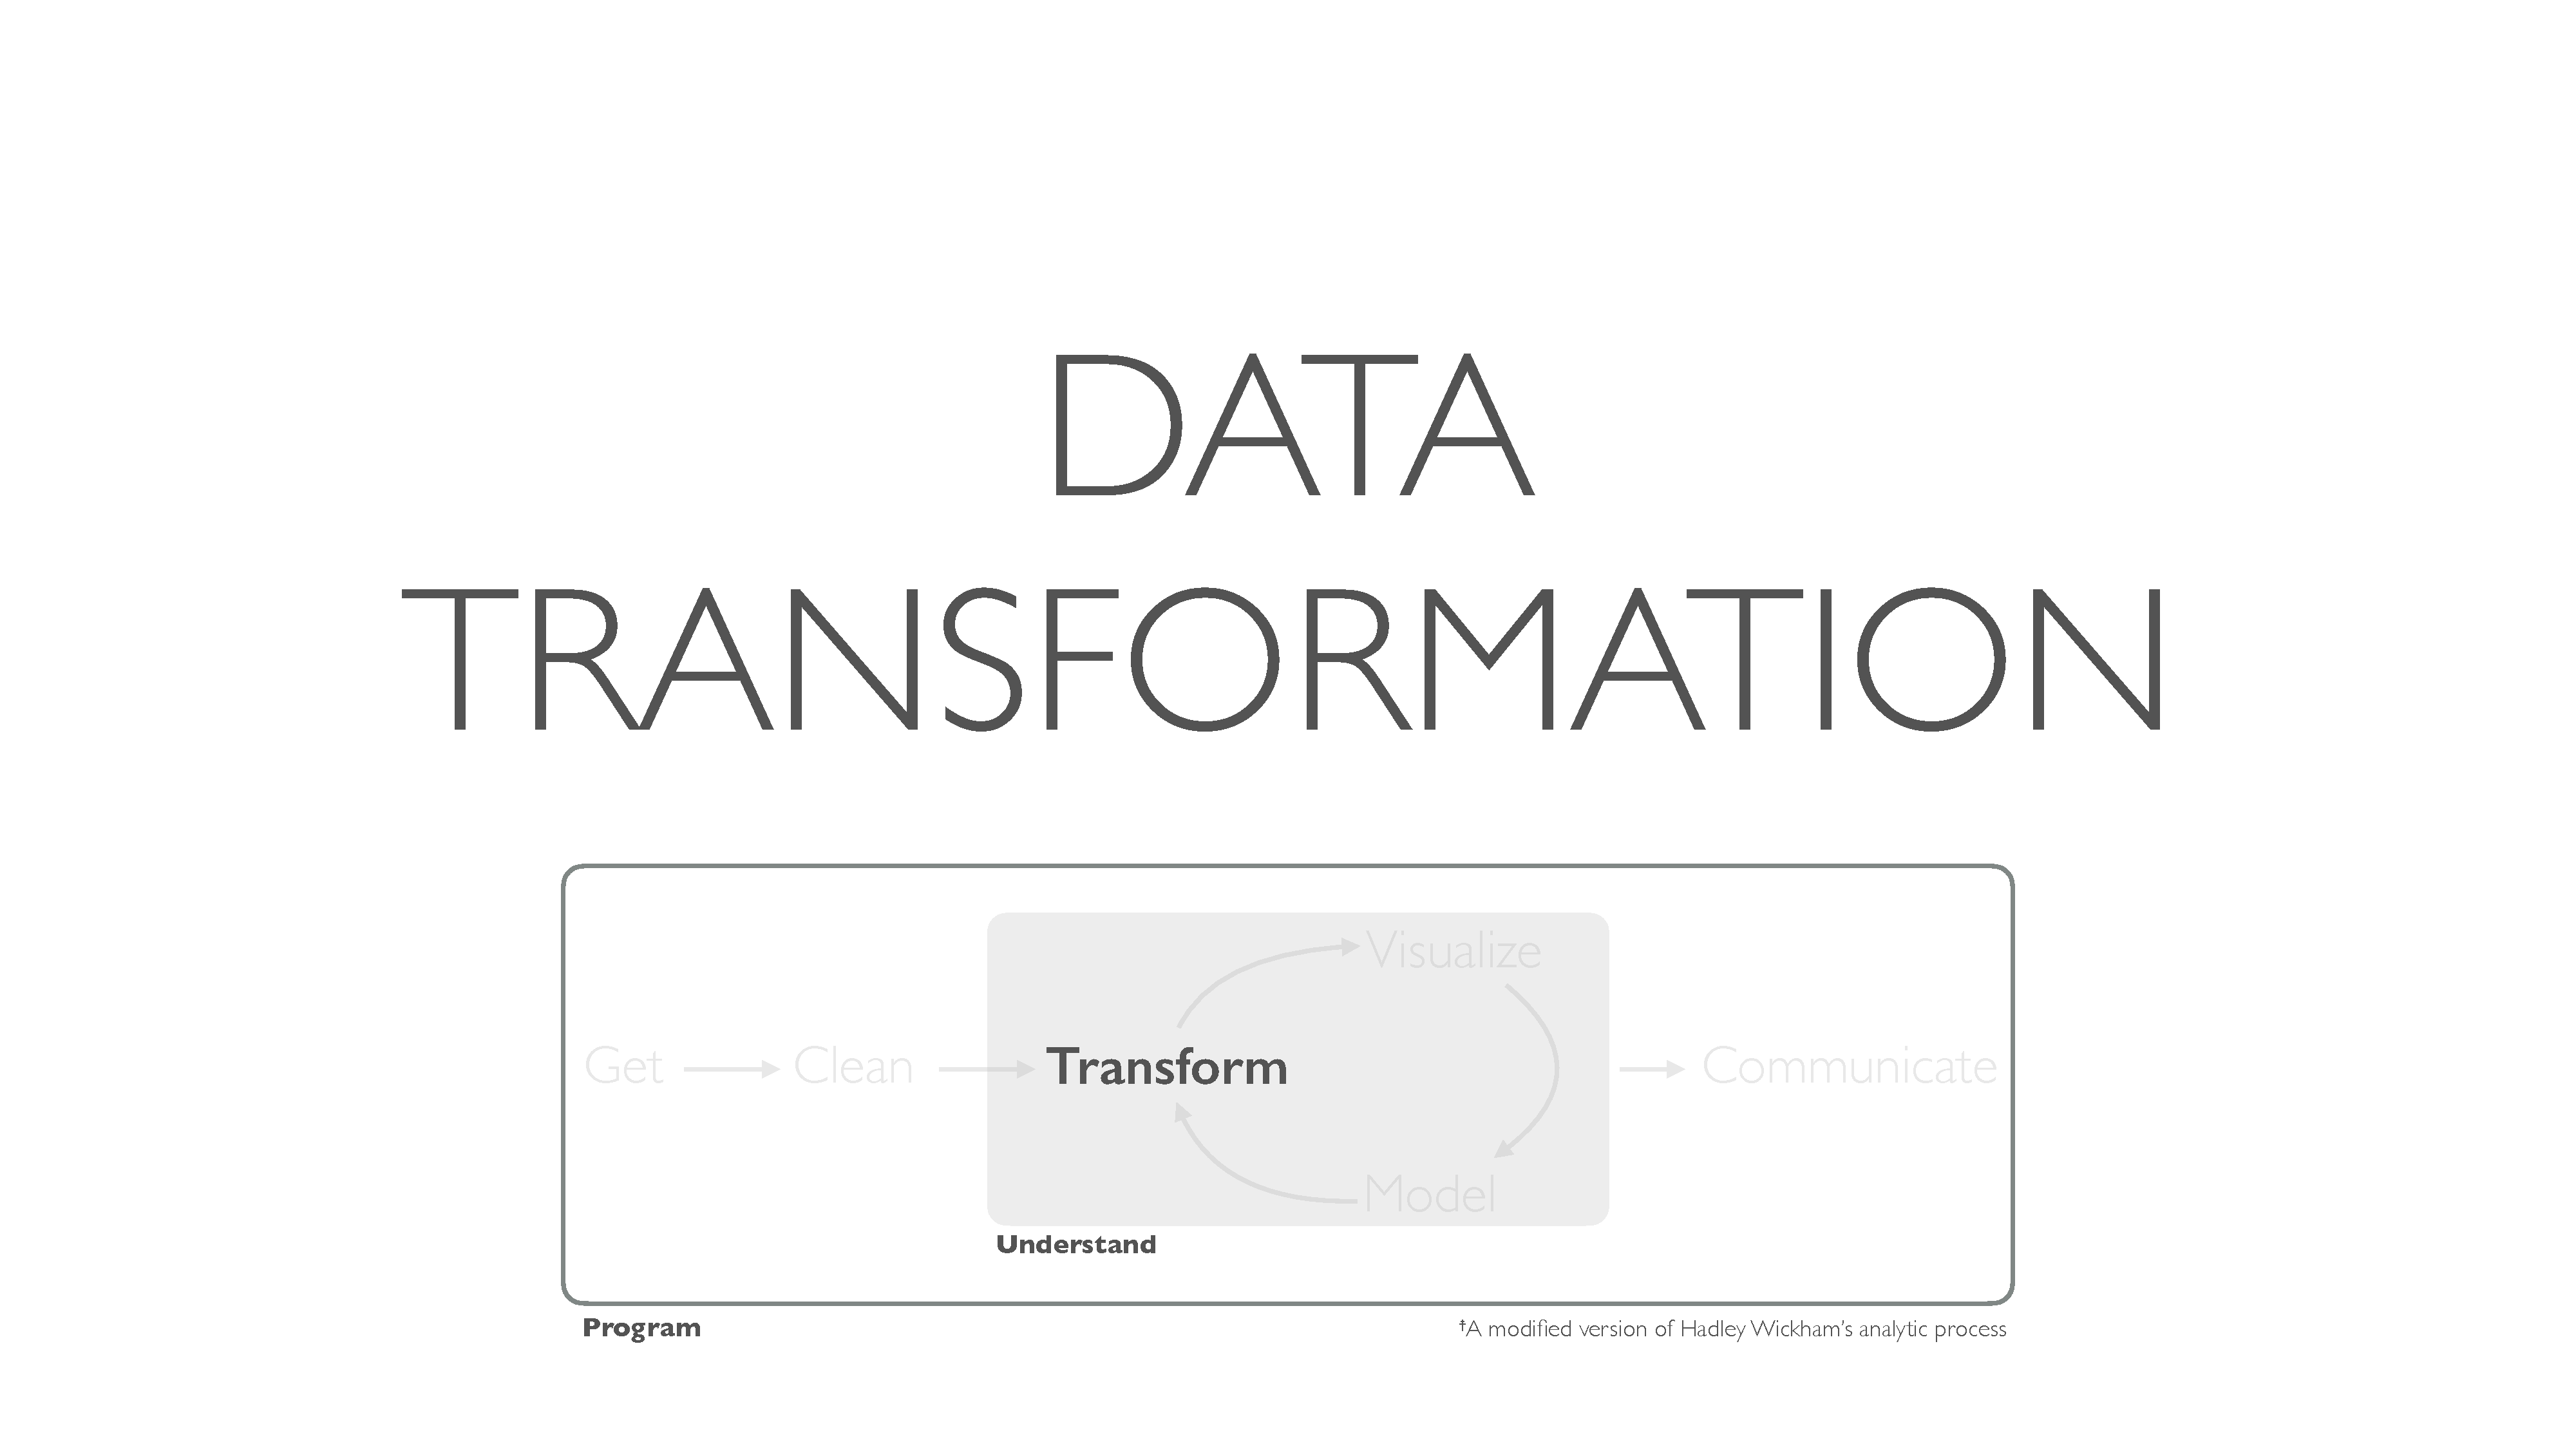 DATA
TRANSFORMATION
Visualize
Get
Clean
Transform
Communicate
Model
Understand
Program
†A modified version of Hadley Wickham’s analytic process